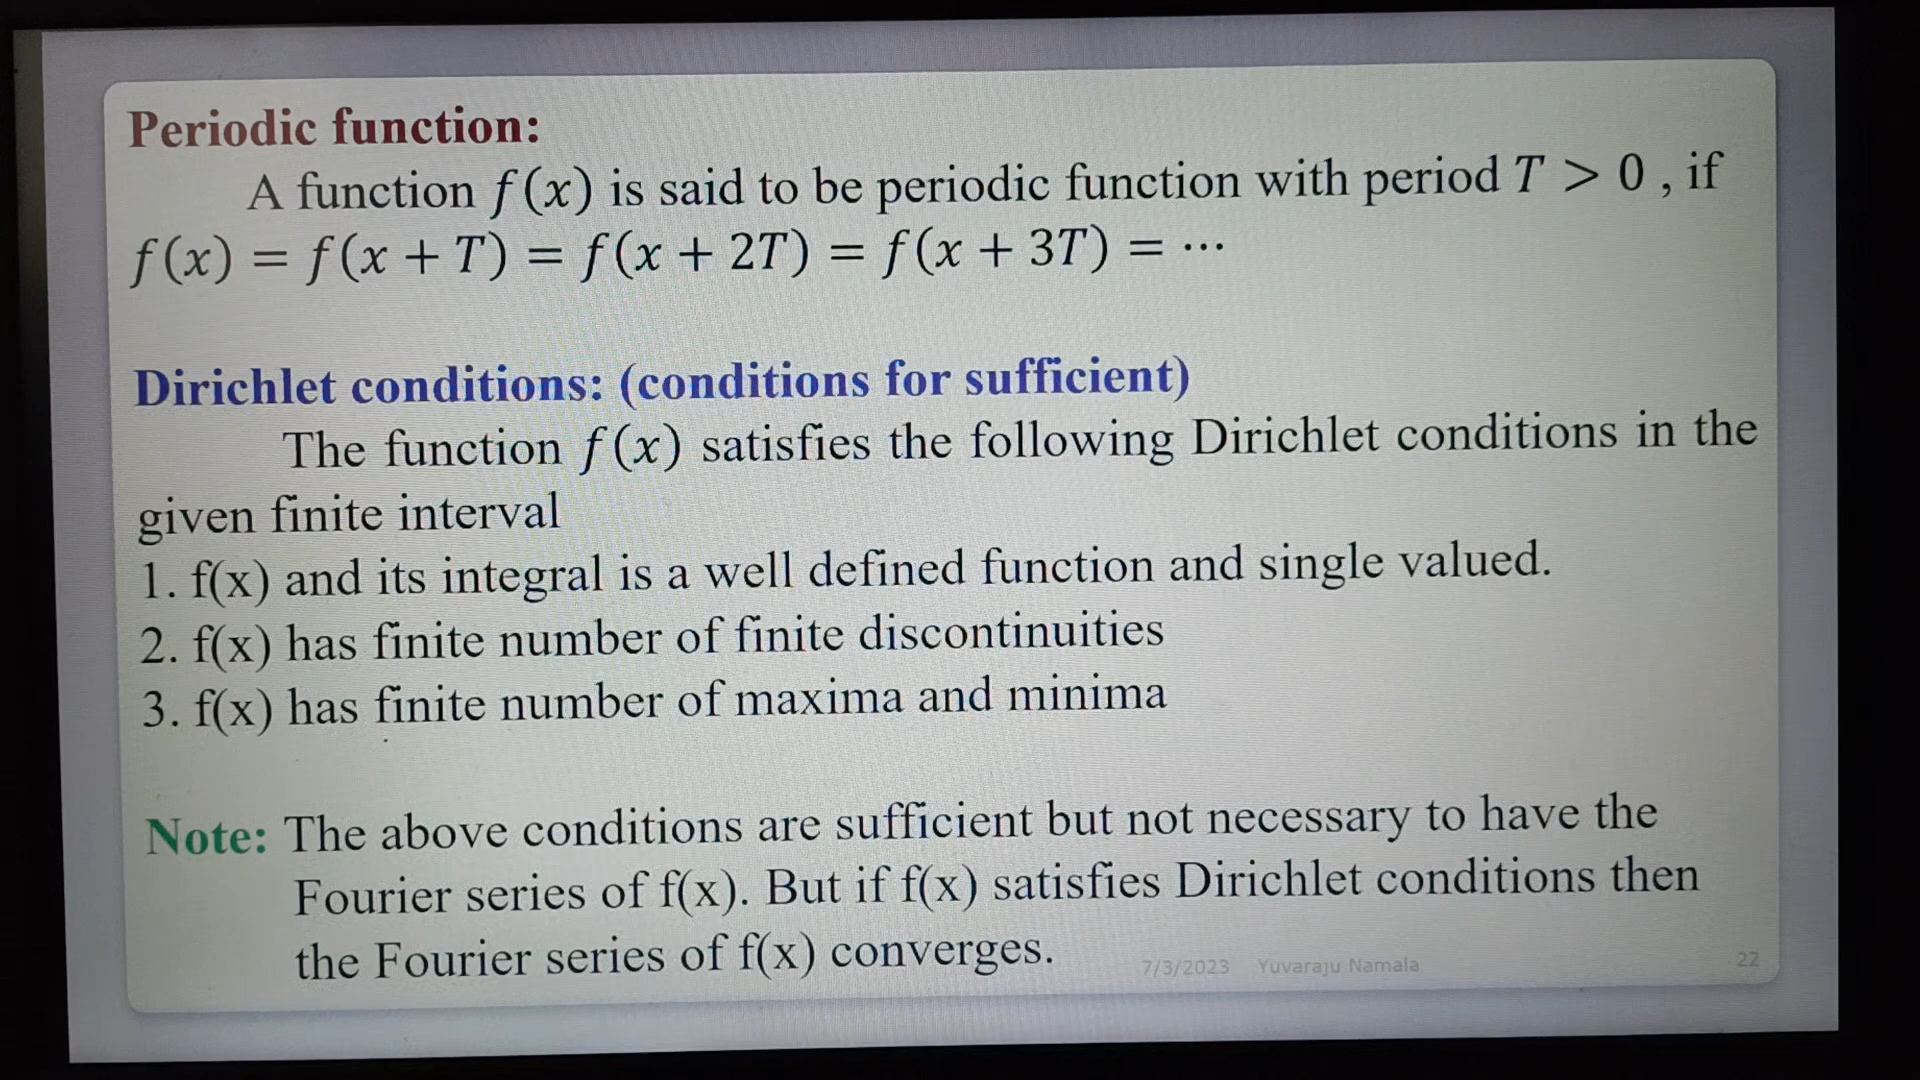 Periodic function:
A function f(x) is said to be periodic function with period T > 0 , if
f(x) = f(x + T) = f(x + 2T) = f(x + 3T) = ⋯
Dirichlet conditions: (conditions for sufficient)
The function f(x) satisfies the following Dirichlet conditions in the
given finite interval
1. f(x) and its integral is a well defined function and single valued.
2. f(x) has finite number of finite discontinuities
3. f(x) has finite number of maxima and minima
Note: The above conditions are sufficient but not necessary to have the
Fourier series of f(x). But if f(x) satisfies Dirichlet conditions then
the Fourier series of f(x) converges.
7/3/2023 Yuvaraju Namala 22